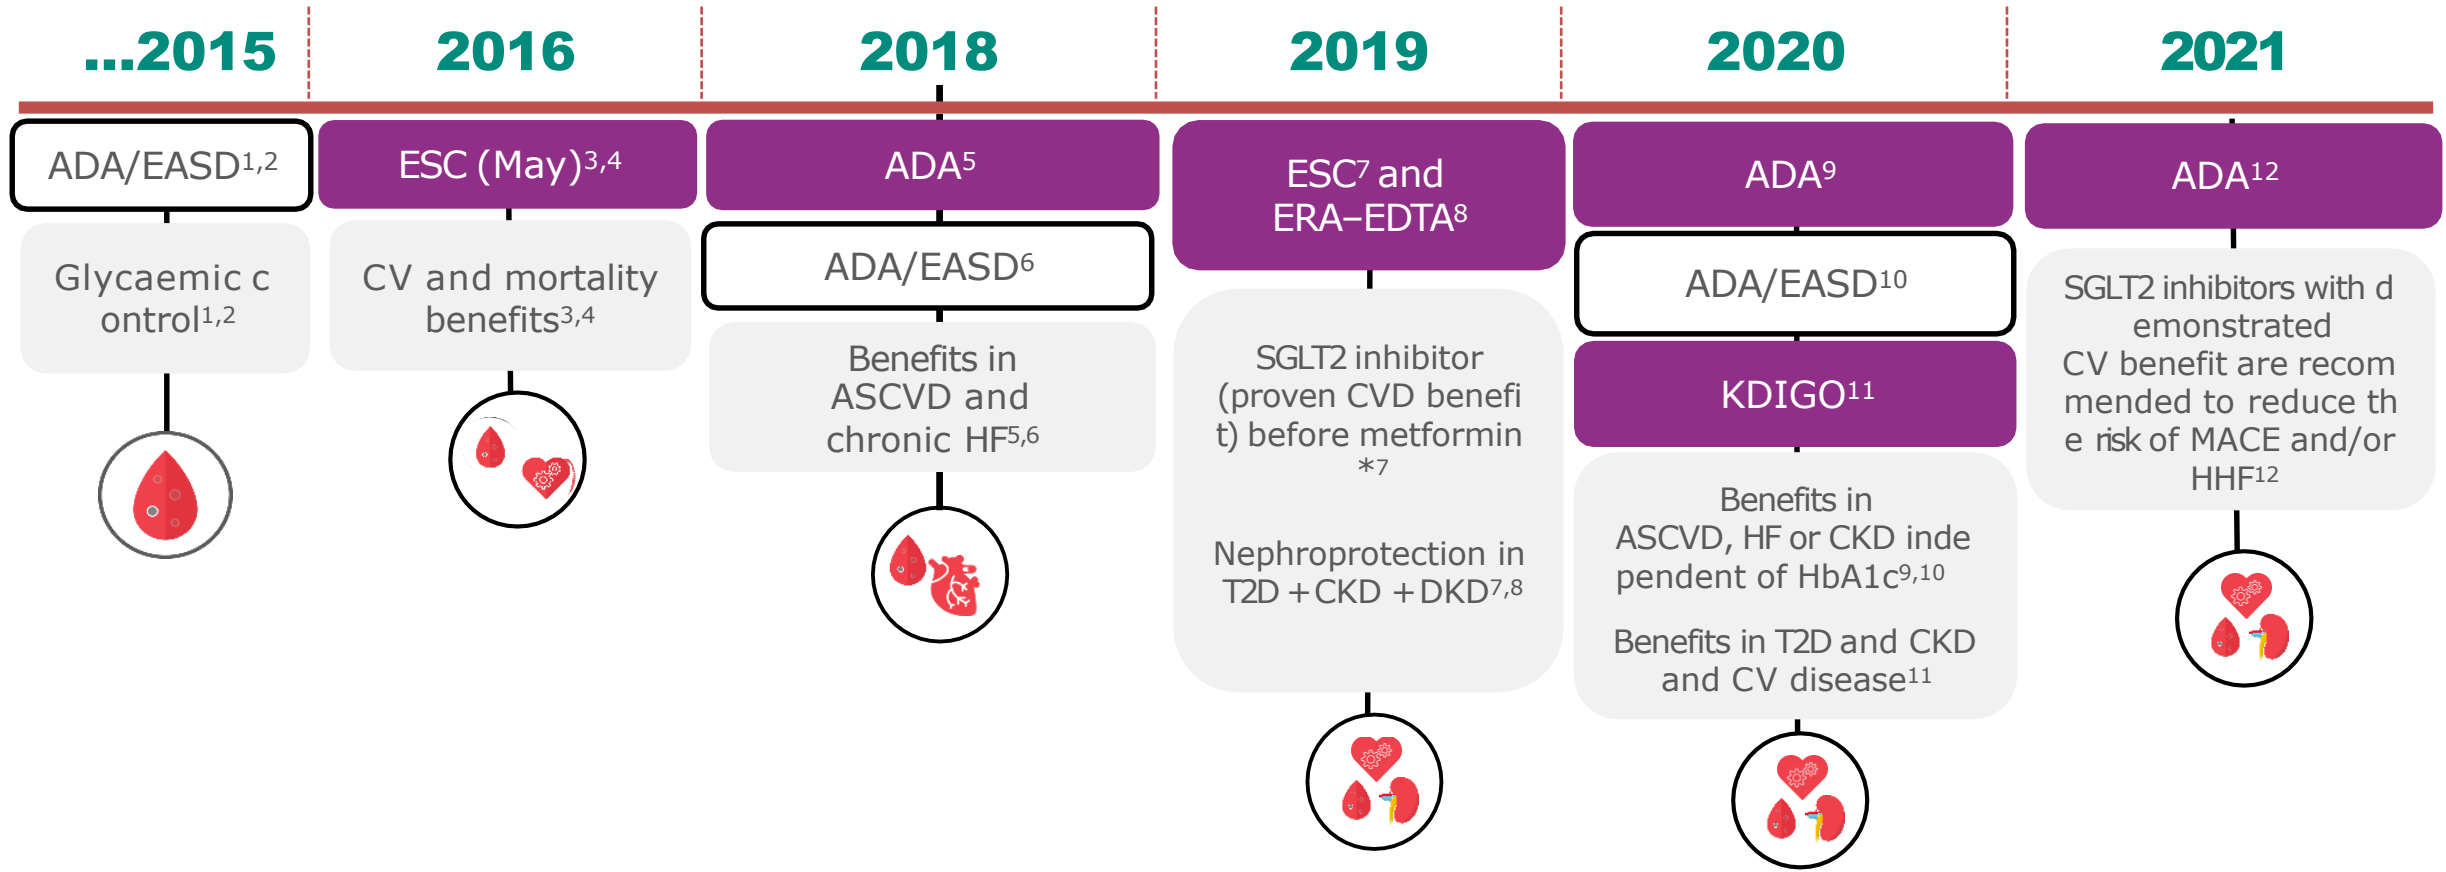 ...2015
2016
2018
2019
2020
2021
ADA/EASD1,2
Glycaemic c
ontrol1,2
ESC (May)3,4
CV and mortality
benefits3,4
ADA5
ADA/EASD6
Benefits in
ASCVD and
chronic HF5,6
ESC7 and
ERA–EDTA8
SGLT2 inhibitor
(proven CVD benefi
t) before metformin
*7
Nephroprotection in
T2D + CKD + DKD7,8
ADA9
ADA/EASD10
KDIGO11
Benefits in
ASCVD, HF or CKD inde
pendent of HbA1c9,10
Benefits in T2D and CKD
and CV disease11
ADA12
SGLT2 inhibitors with d
emonstrated
CV benefit are recom
mended to reduce th
e risk of MACE and/or
HHF12